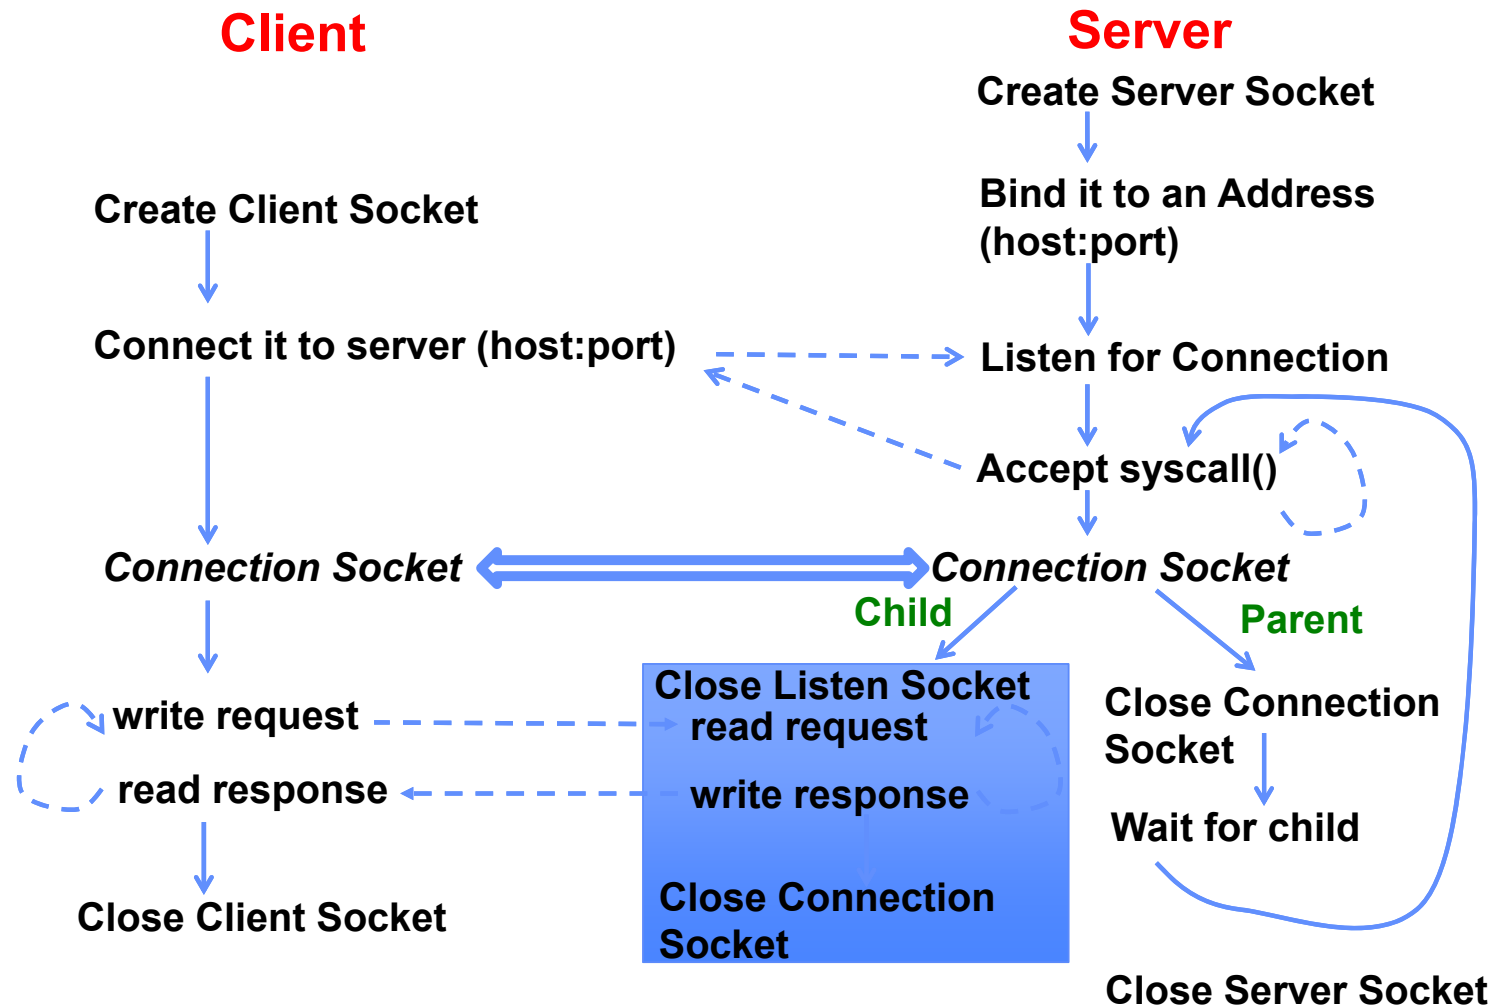 Client
Server
Create Server Socket
Bind it to an Address
(host:port)
Create Client Socket
Connect it to server (host:port)
Listen for Connection
Accept syscall()
Connection Socket
Connection Socket
Child
Parent
Close Listen Socket
read request
write request
Close Connection
Socket
read response
write response
Wait for child
Close Connection
Socket
Close Client Socket
Close Server Socket